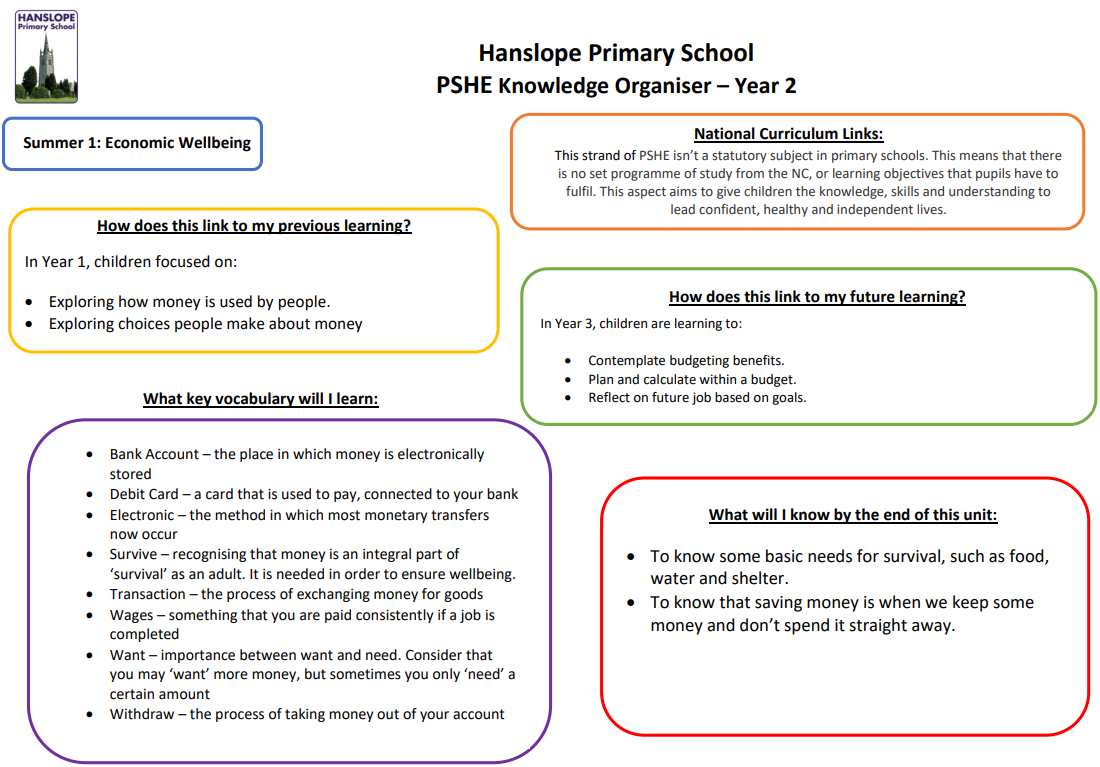 HANSLOPE
Primary School
Hanslope Primary School
PSHE Knowledge Organiser – Year 2
Summer 1: Economic Wellbeing
National Curriculum Links:
This strand of PSHE isn’t a statutory subject in primary schools. This means that there
is no set programme of study from the NC, or learning objectives that pupils have to
fulfil. This aspect aims to give children the knowledge, skills and understanding to
lead confident, healthy and independent lives.
How does this link to my previous learning?
In Year 1, children focused on:
• Exploring how money is used by people.
• Exploring choices people make about money
How does this link to my future learning?
In Year 3, children are learning to:
• Contemplate budgeting benefits.
• Plan and calculate within a budget.
• Reflect on future job based on goals.
What key vocabulary will I learn:
• Bank Account – the place in which money is electronically
stored
• Debit Card – a card that is used to pay, connected to your bank
• Electronic – the method in which most monetary transfers
now occur
• Survive – recognising that money is an integral part of
‘survival’ as an adult. It is needed in order to ensure wellbeing.
• Transaction – the process of exchanging money for goods
• Wages – something that you are paid consistently if a job is
completed
• Want – importance between want and need. Consider that
you may ‘want’ more money, but sometimes you only ‘need’ a
certain amount
• Withdraw – the process of taking money out of your account
What will I know by the end of this unit:
• To know some basic needs for survival, such as food,
water and shelter.
• To know that saving money is when we keep some
money and don’t spend it straight away.